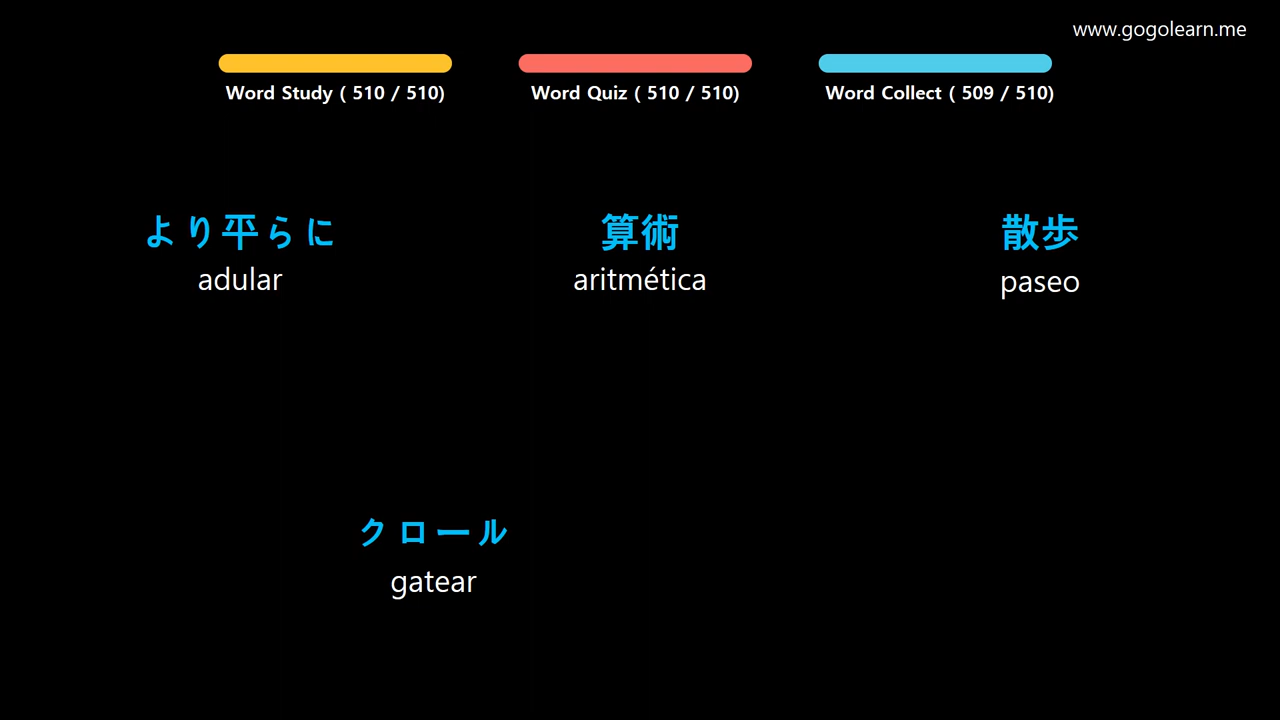 www.gogolearn.me
Word Study ( 510 / 510)
Word Quiz ( 510 / 510)
Word Collect ( 509 / 510)
より平らに
adular
算術
aritmética
散歩
paseo
クロール
gatear